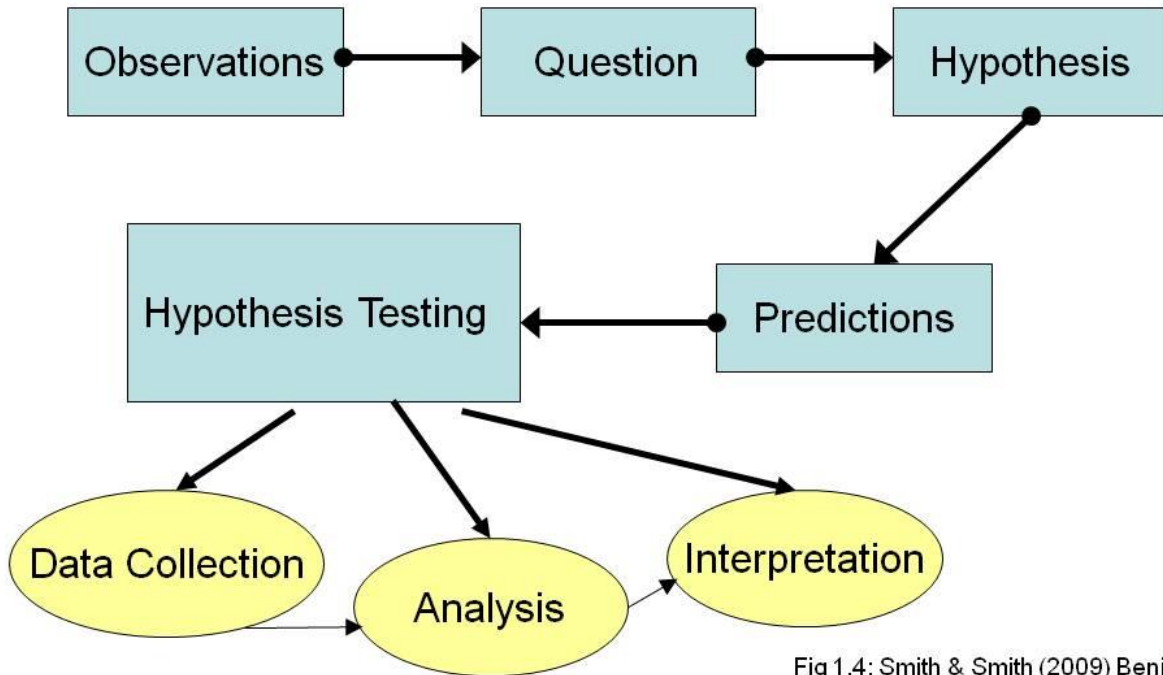 Observations
Question
Hypothesis
Predictions
Hypothesis Testing
Data Collection
Analysis
Interpretation
Fig 1.4: Smith & Smith (2009)